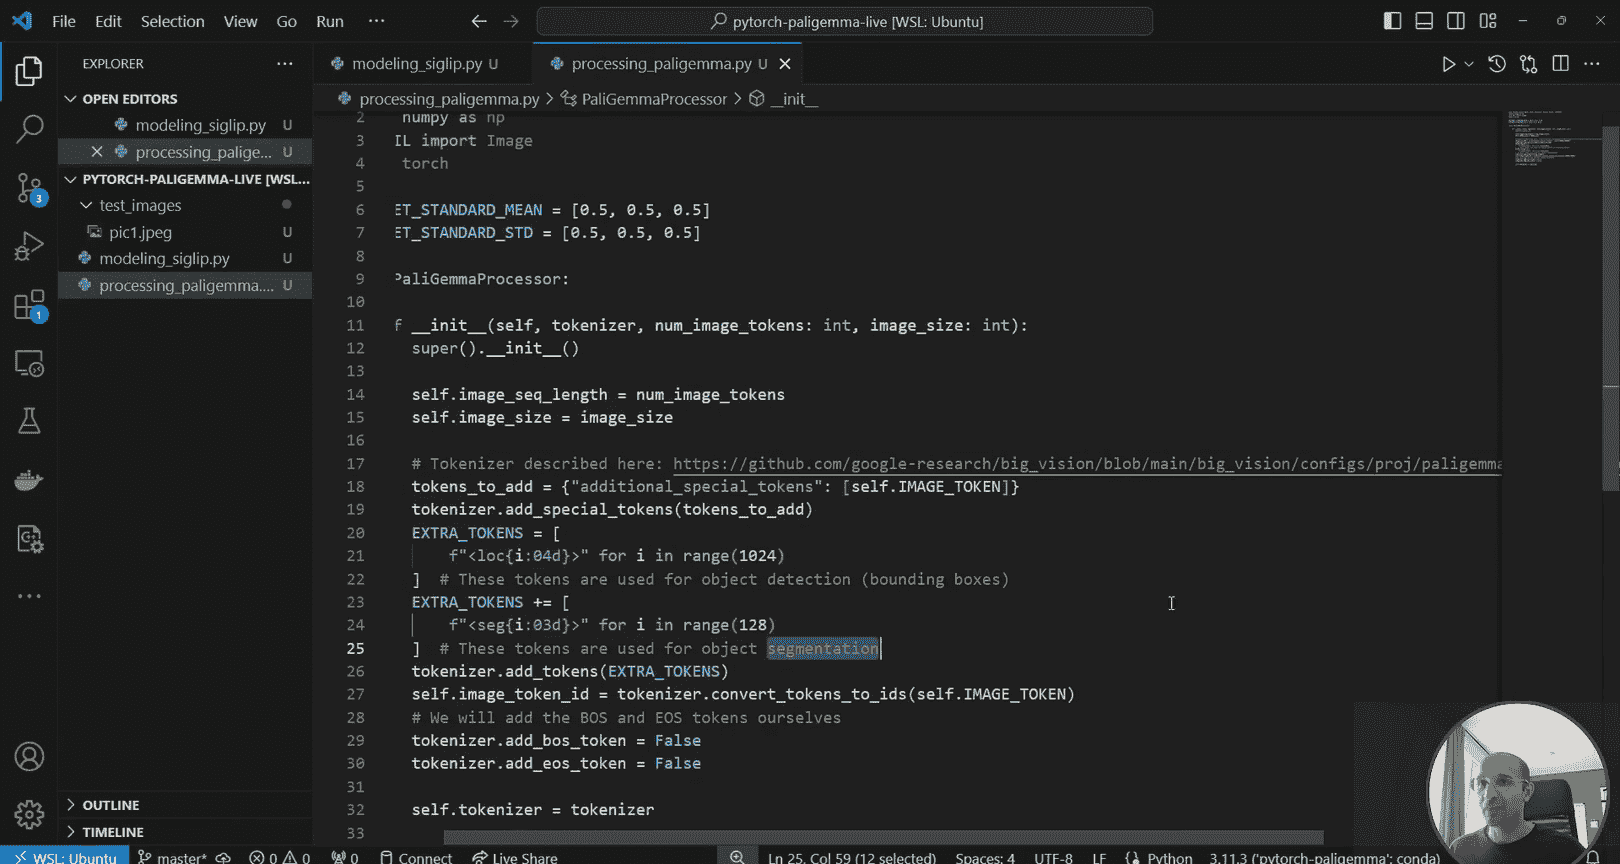 File Edit Selection View Go Run ···
pytorch-paligemma-live [WSL: Ubuntu]
EXPLORER
OPEN EDITORS
modeling_siglip.py U
processing_palige... U
PYTORCH-PALIGEMMA-LIVE [WSL...
test_images
pic1.jpeg U
modeling_siglip.py U
processing_paligemma.... U
OUTLINE
TIMELINE
3
1
modeling_siglip.py U
processing_paligemma.py U
processing_paligemma.py > PaliGemmaProcessor > __init__
2 numpy as np
3 IL import Image
4 torch
5
6 ET_STANDARD_MEAN = [0.5, 0.5, 0.5]
7 ET_STANDARD_STD = [0.5, 0.5, 0.5]
8
9 PaliGemmaProcessor:
10
11 f __init__(self, tokenizer, num_image_tokens: int, image_size: int):
12 super().__init__()
13
14 self.image_seq_length = num_image_tokens
15 self.image_size = image_size
16
17 # Tokenizer described here: https://github.com/google-research/big_vision/blob/main/big_vision/configs/proj/paligemma
18 tokens_to_add = {"additional_special_tokens": [self.IMAGE_TOKEN]}
19 tokenizer.add_special_tokens(tokens_to_add)
20 EXTRA_TOKENS = [
21 f"<loc{i:04d}>" for i in range(1024)
22 ] # These tokens are used for object detection (bounding boxes)
23 EXTRA_TOKENS += [
24 f"<seg{i:03d}>" for i in range(128)
25 ] # These tokens are used for object segmentation
26 tokenizer.add_tokens(EXTRA_TOKENS)
27 self.image_token_id = tokenizer.convert_tokens_to_ids(self.IMAGE_TOKEN)
28 # We will add the BOS and EOS tokens ourselves
29 tokenizer.add_bos_token = False
30 tokenizer.add_eos_token = False
31
32 self.tokenizer = tokenizer
33
WSL: Ubuntu master* 0 0 0 Connect Live Share Ln 25, Col 59 (12 selected) Spaces: 4 UTF-8 LF Python 3.11.3 ('pytorch-paligemma': conda)